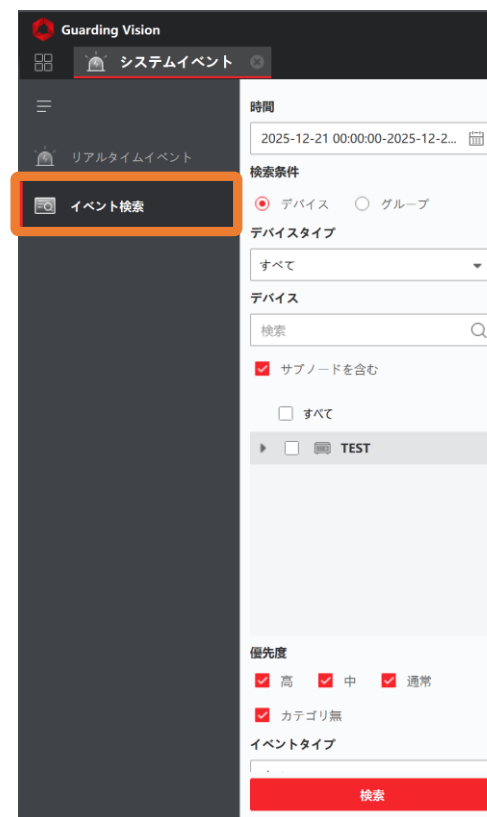 Guarding Vision
システムイベント
時間
2025-12-21 00:00:00-2025-12-2...
リアルタイムイベント
検索条件
デバイス グループ
イベント検索
デバイスタイプ
すべて
デバイス
検索
サブノードを含む
すべて
TEST
優先度
高 中 通常
カテゴリ無
イベントタイプ
検索